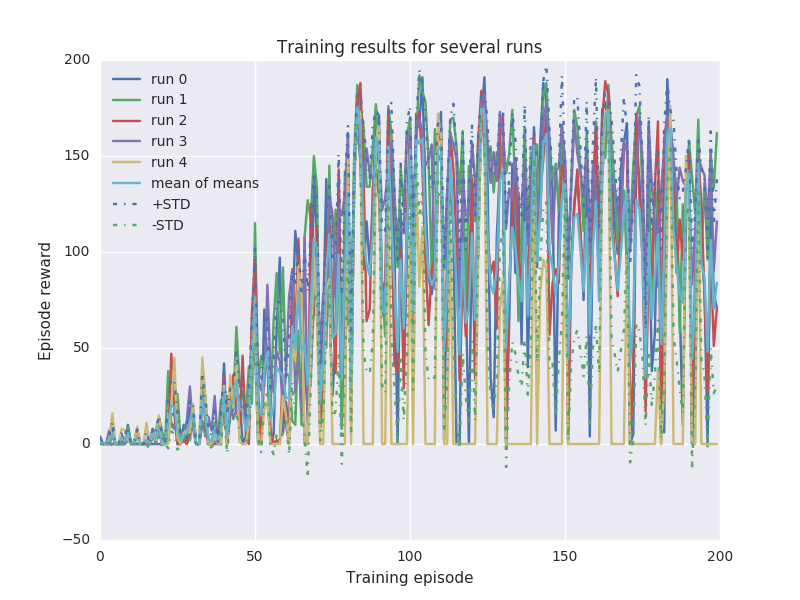 Training results for several runs
200
150
100
50
0
−50
Episode reward
run 0
run 1
run 2
run 3
run 4
mean of means
+STD
-STD
0
50
100
150
200
Training episode